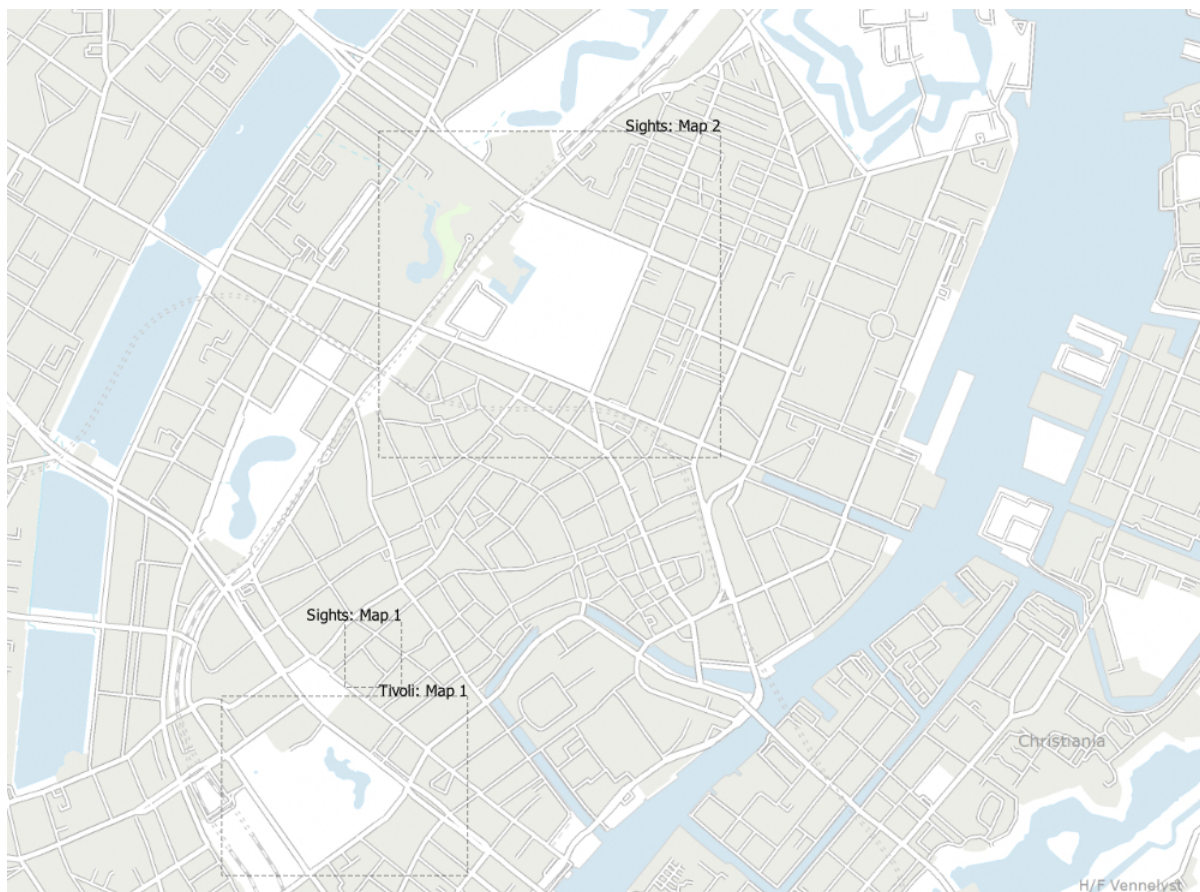 Sights: Map 2
Sights: Map 1
Tivoli: Map 1
Christiania
H/F Vennelyst